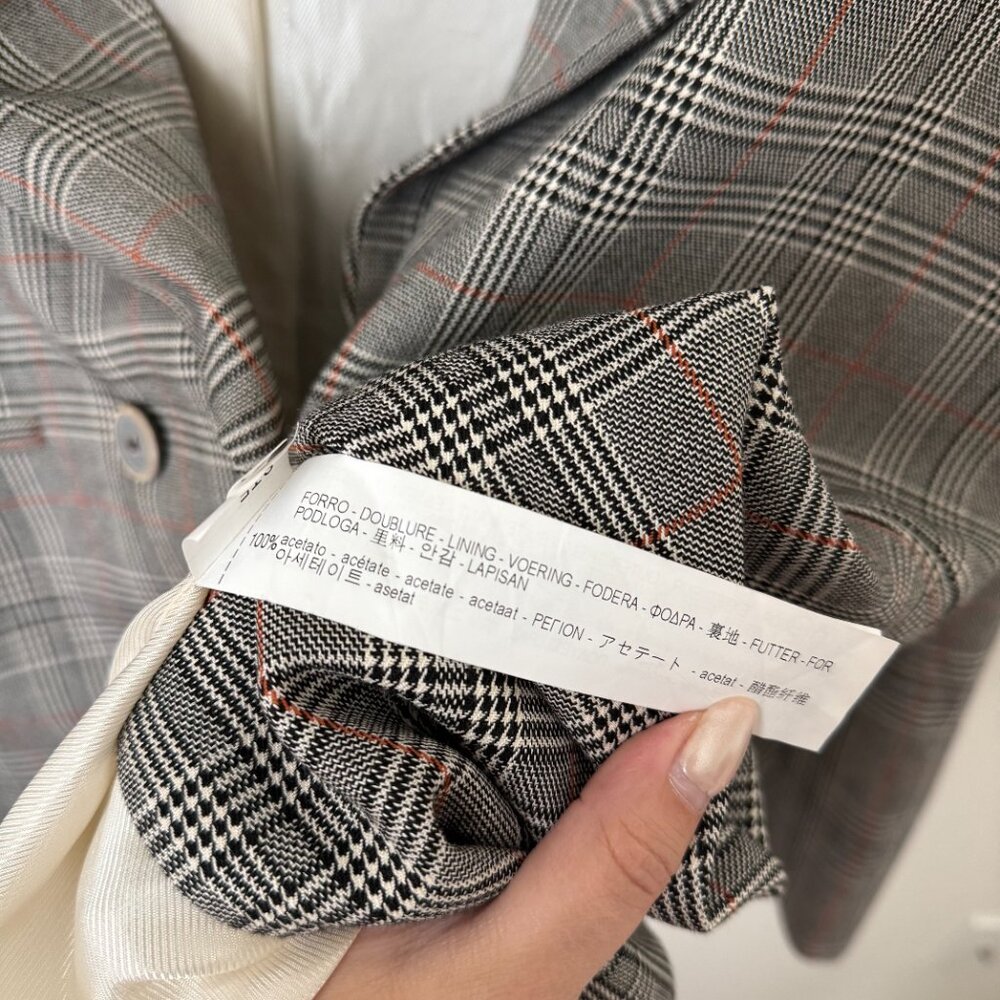 FORRO - DOUBLURE - LINING - VOERING - FODERA - ΦΟΔΡΑ - 裏地 - FUTTER - FOR
PODLOGA - 里料 - 안감 - LAPISAN
100% acetato - acétate - acetate - acetaat - ΡΕΓΙΟΝ - アセテート - acetat - 醋酯纤维
아세테이트 - asetat